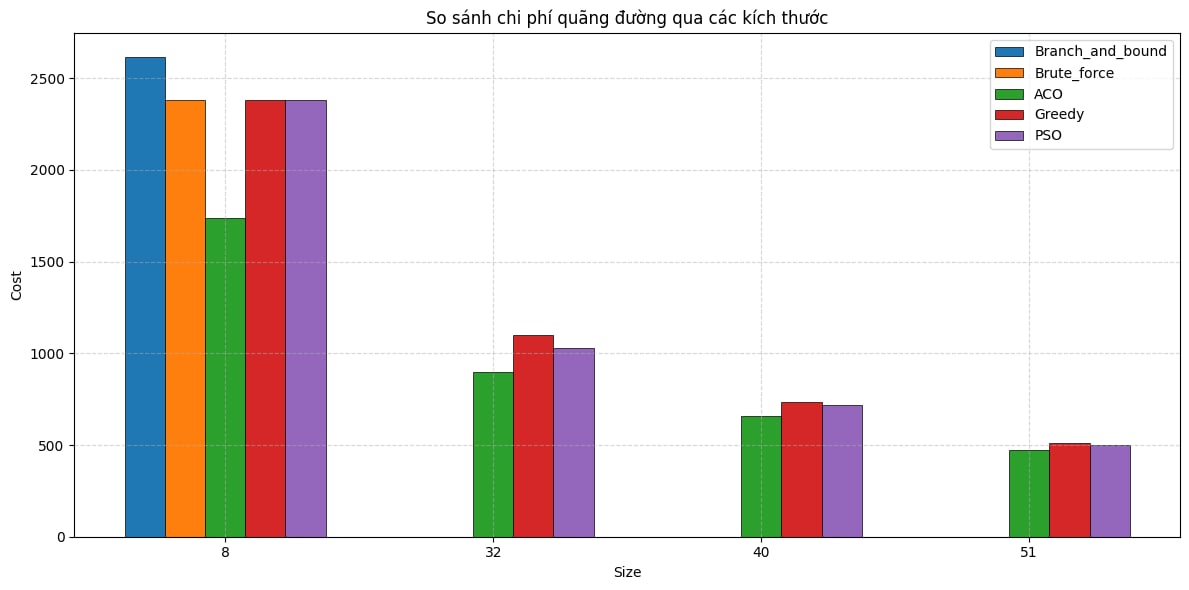 So sánh chi phí quãng đường qua các kích thước
Branch_and_bound
Brute_force
ACO
Greedy
PSO
Cost
2500
2000
1500
1000
500
0
8
32
40
51
Size